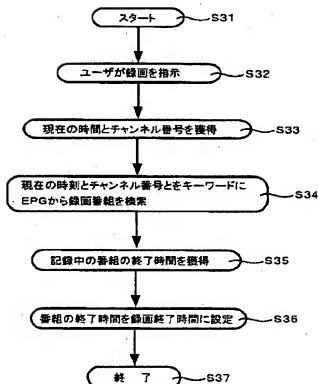 スタート S31
ユーザが録画を指示 S32
現在の時間とチャンネル番号を獲得 S33
現在の時刻とチャンネル番号とをキーワードに
EPGから録画番組を検索 S34
記録中の番組の終了時間を獲得 S35
番組の終了時間を録画終了時間に設定 S36
終 了 S37